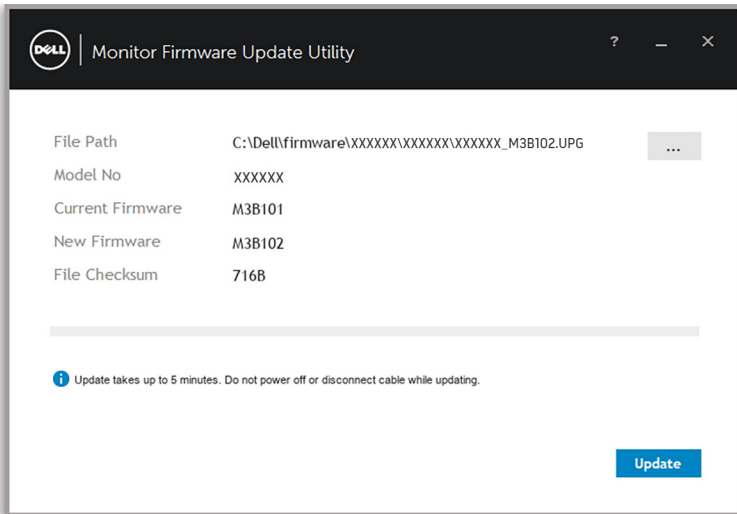 DELL
Monitor Firmware Update Utility
?
File Path C:\Dell\firmware\XXXXXX\XXXXXX\XXXXXX_M3B102.UPG ...
Model No XXXXXX
Current Firmware M3B101
New Firmware M3B102
File Checksum 716B
Update takes up to 5 minutes. Do not power off or disconnect cable while updating.
Update